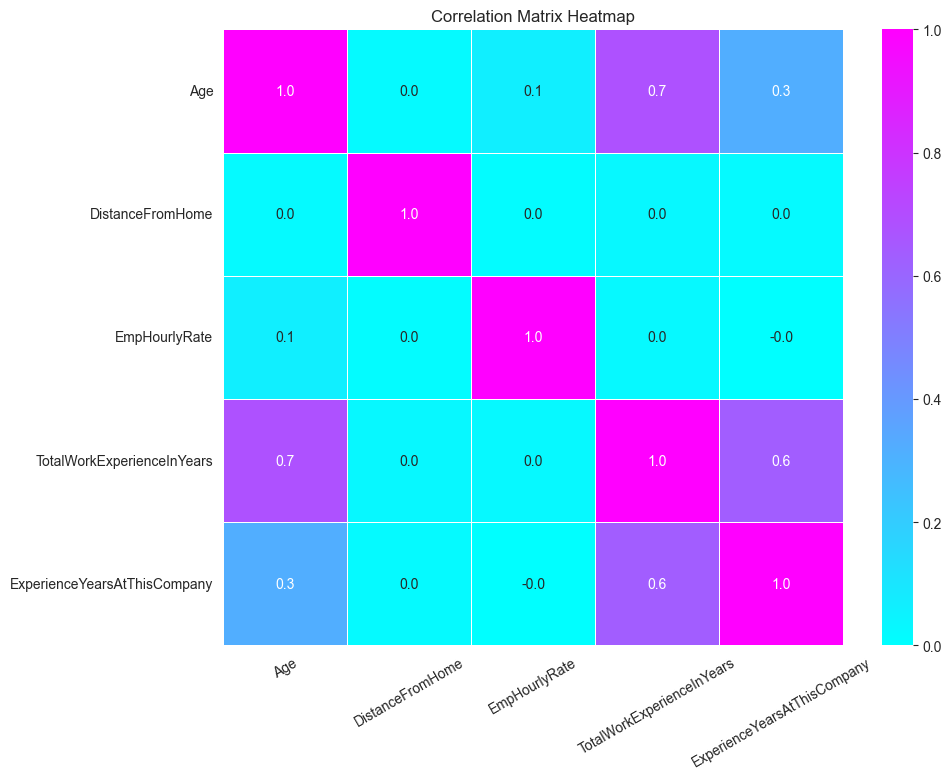 Correlation Matrix Heatmap
Age 1.0 0.0 0.1 0.7 0.3
DistanceFromHome 0.0 1.0 0.0 0.0 0.0
EmpHourlyRate 0.1 0.0 1.0 0.0 -0.0
TotalWorkExperienceInYears 0.7 0.0 0.0 1.0 0.6
ExperienceYearsAtThisCompany 0.3 0.0 -0.0 0.6 1.0
Age DistanceFromHome EmpHourlyRate TotalWorkExperienceInYears ExperienceYearsAtThisCompany
1.0
0.8
0.6
0.4
0.2
0.0